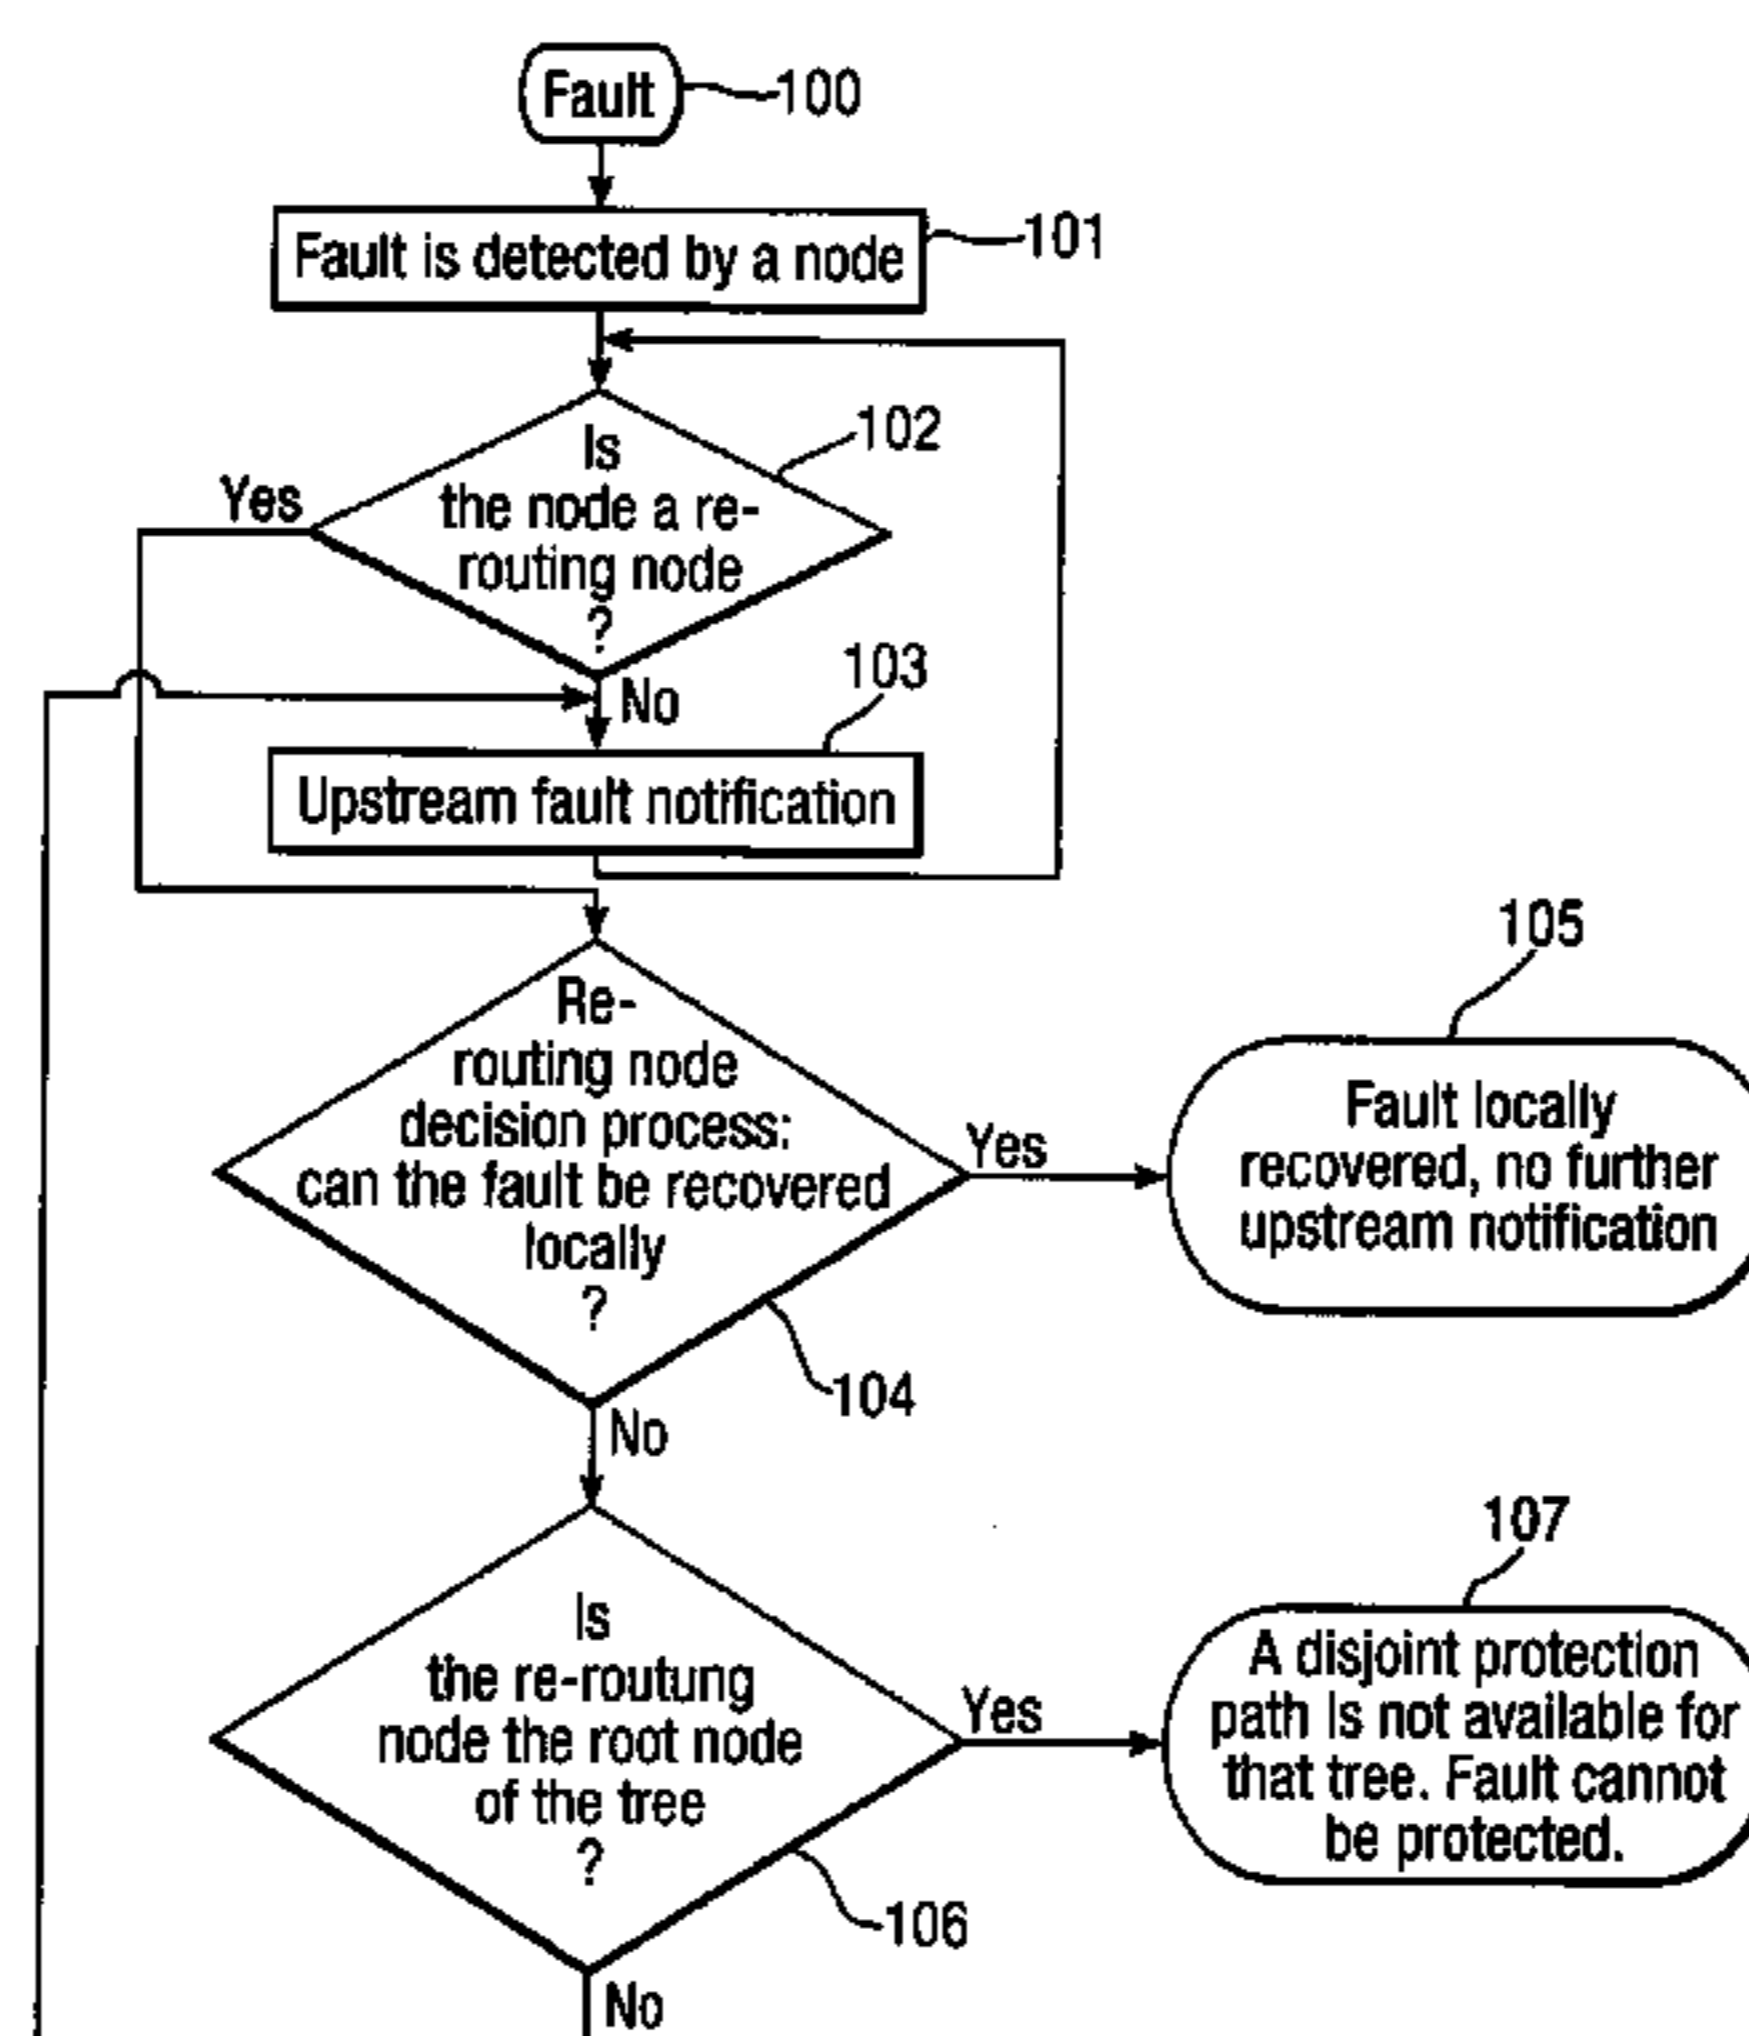 Fault
100
Fault is detected by a node
101
Is
the node a re-
routing node
?
102
Yes
No
103
Upstream fault notification
Re-
routing node
decision process:
can the fault be recovered
locally
?
104
Yes
105
Fault locally
recovered, no further
upstream notification
No
Is
the re-routung
node the root node
of the tree
?
106
Yes
107
A disjoint protection
path is not available for
that tree. Fault cannot
be protected.
No